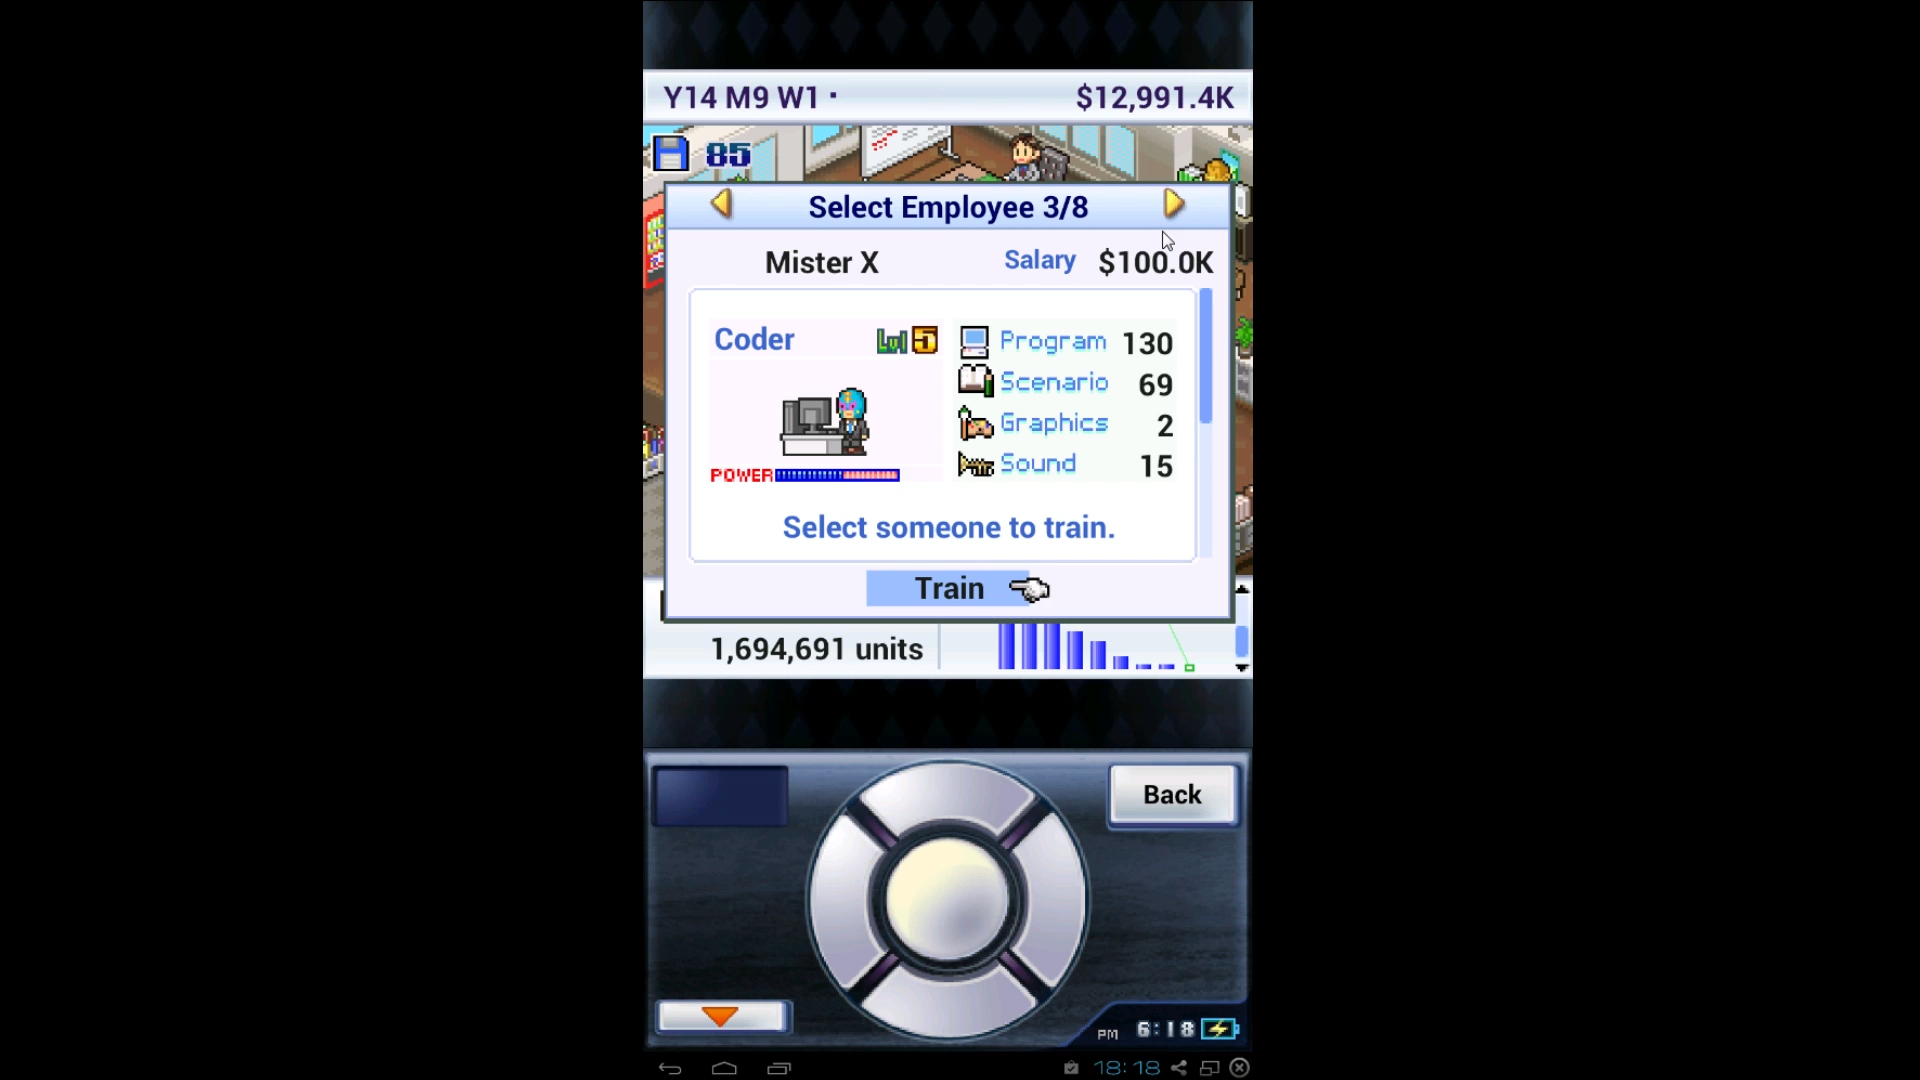 Y14 M9 W1 $12,991.4K
85
Select Employee 3/8
Mister X Salary $100.0K
Coder Lvl 5
Program 130
Scenario 69
Graphics 2
Sound 15
POWER
Select someone to train.
Train
1,694,691 units
Back
PM 6:18
18:18